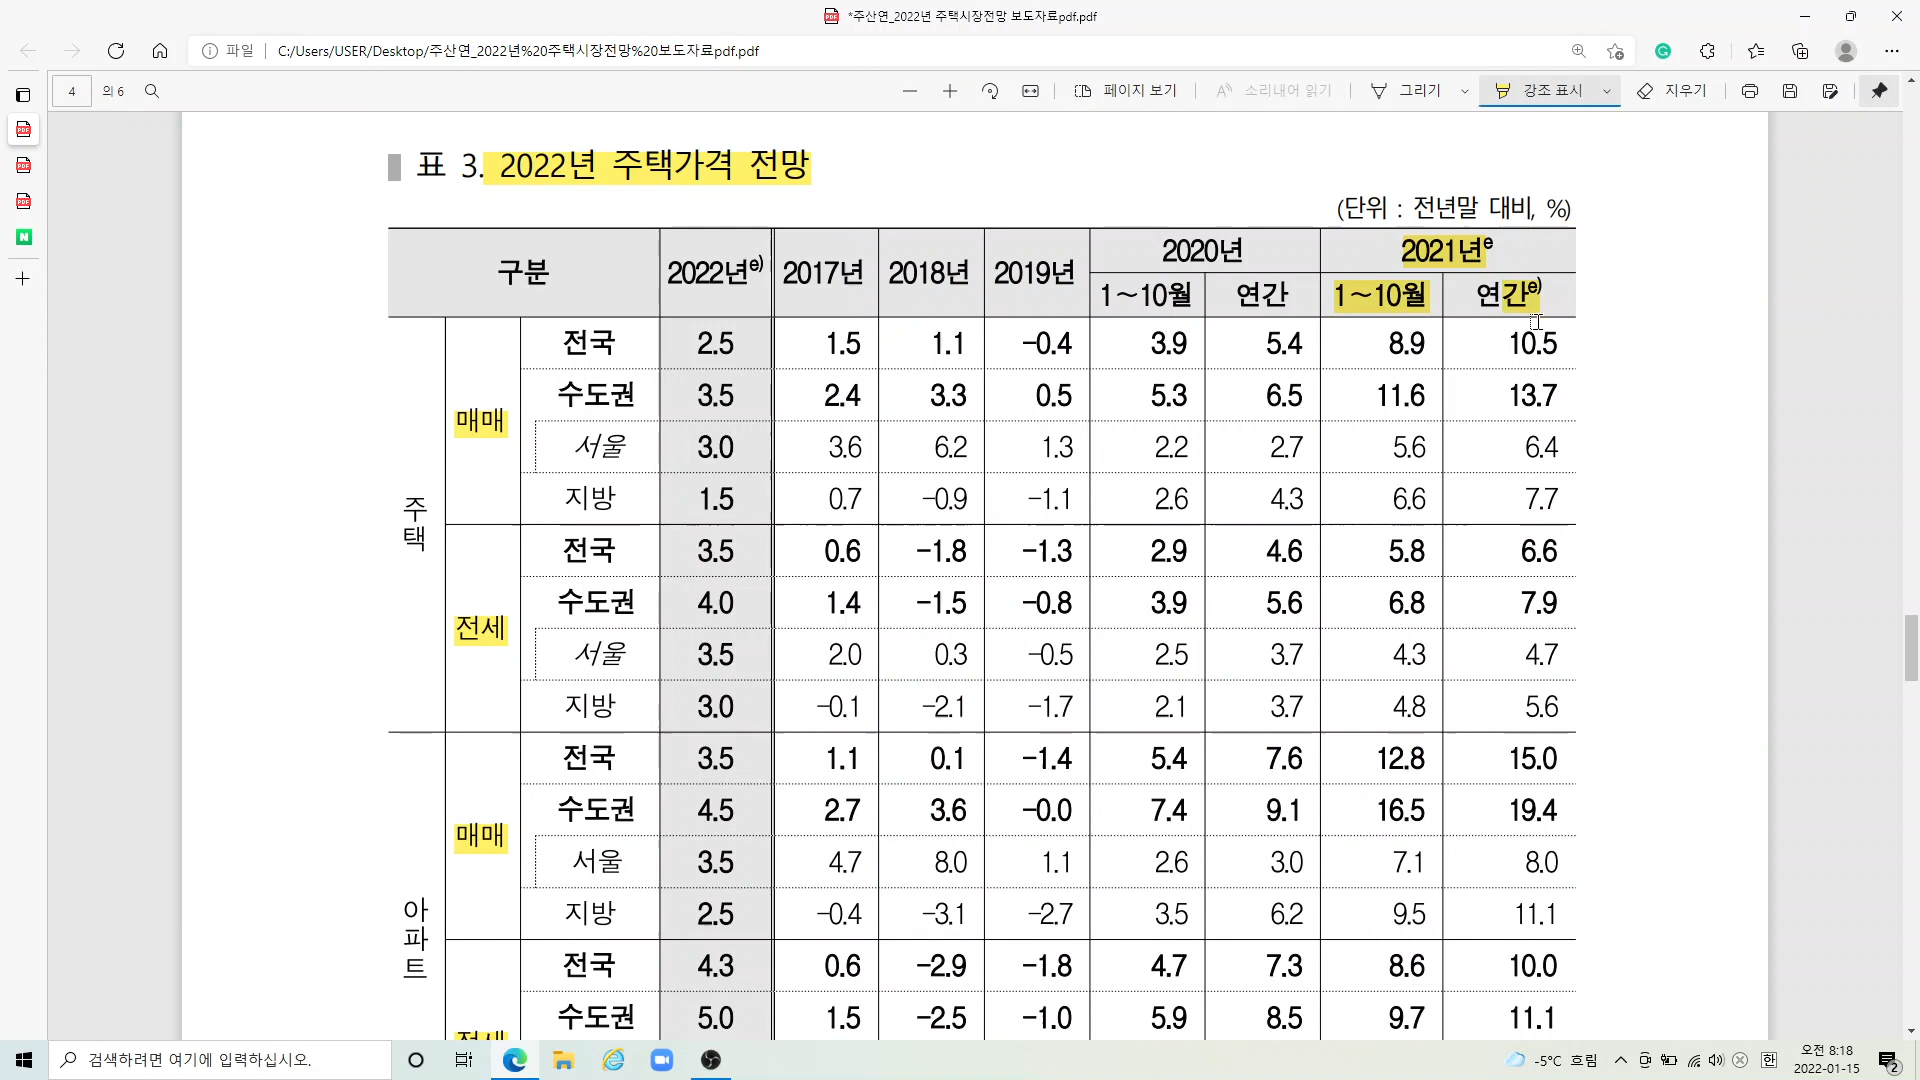 *주산연_2022년 주택시장전망 보도자료pdf.pdf
파일 C:/Users/USER/Desktop/주산연_2022년%20주택시장전망%20보도자료pdf.pdf
4 의 6 페이지 보기 소리내어 읽기 그리기 강조 표시 지우기
표 3. 2022년 주택가격 전망
(단위 : 전년말 대비, %)
구분 2022년e) 2017년 2018년 2019년 2020년 2021년e
1~10월 연간 1~10월 연간e)
주택 매매 전국 2.5 1.5 1.1 -0.4 3.9 5.4 8.9 10.5
수도권 3.5 2.4 3.3 0.5 5.3 6.5 11.6 13.7
서울 3.0 3.6 6.2 1.3 2.2 2.7 5.6 6.4
지방 1.5 0.7 -0.9 -1.1 2.6 4.3 6.6 7.7
전세 전국 3.5 0.6 -1.8 -1.3 2.9 4.6 5.8 6.6
수도권 4.0 1.4 -1.5 -0.8 3.9 5.6 6.8 7.9
서울 3.5 2.0 0.3 -0.5 2.5 3.7 4.3 4.7
지방 3.0 -0.1 -2.1 -1.7 2.1 3.7 4.8 5.6
아파트 매매 전국 3.5 1.1 0.1 -1.4 5.4 7.6 12.8 15.0
수도권 4.5 2.7 3.6 -0.0 7.4 9.1 16.5 19.4
서울 3.5 4.7 8.0 1.1 2.6 3.0 7.1 8.0
지방 2.5 -0.4 -3.1 -2.7 3.5 6.2 9.5 11.1
전세 전국 4.3 0.6 -2.9 -1.8 4.7 7.3 8.6 10.0
수도권 5.0 1.5 -2.5 -1.0 5.9 8.5 9.7 11.1
검색하려면 여기에 입력하십시오. -5°C 흐림 한 오전 8:18
2022-01-15 2